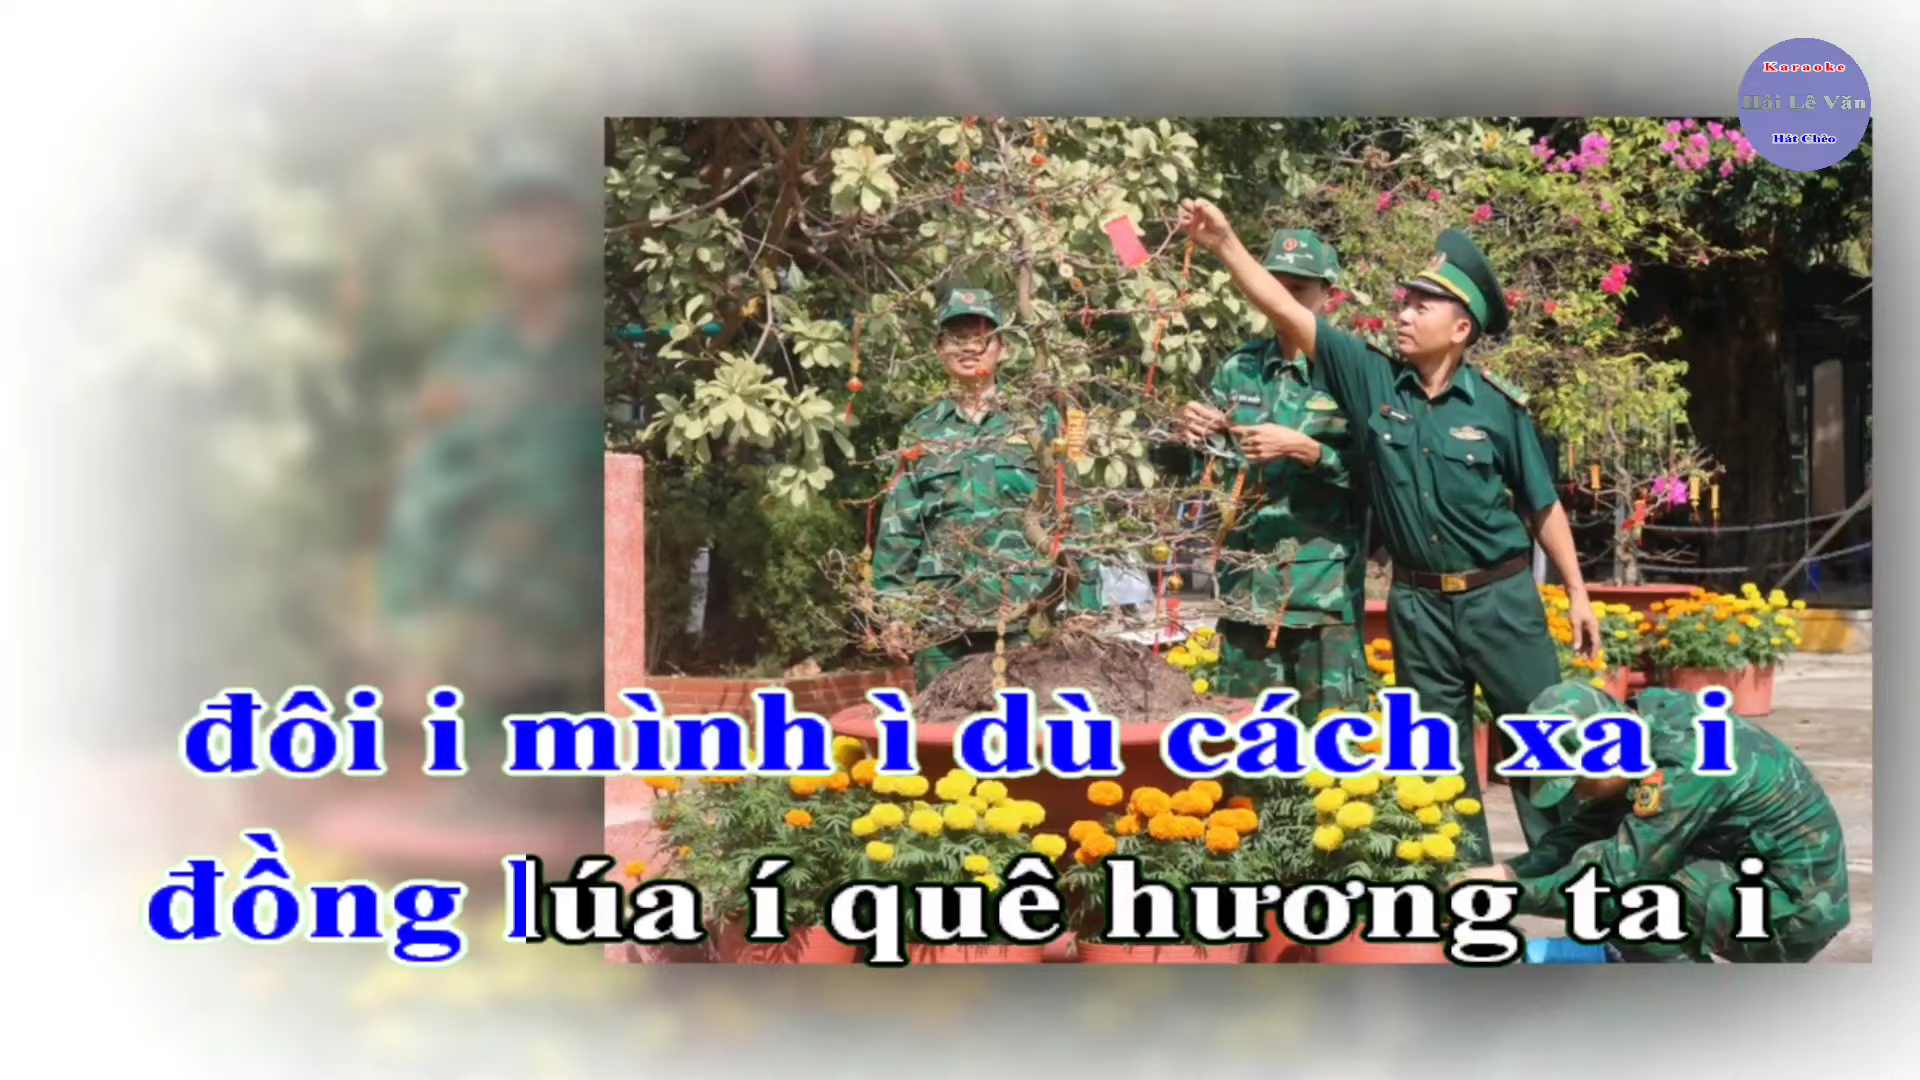 Karaoke
Hải Lê Văn
Hát Chèo
đôi i mình ì dù cách xa i
đồng lúa í quê hương ta i